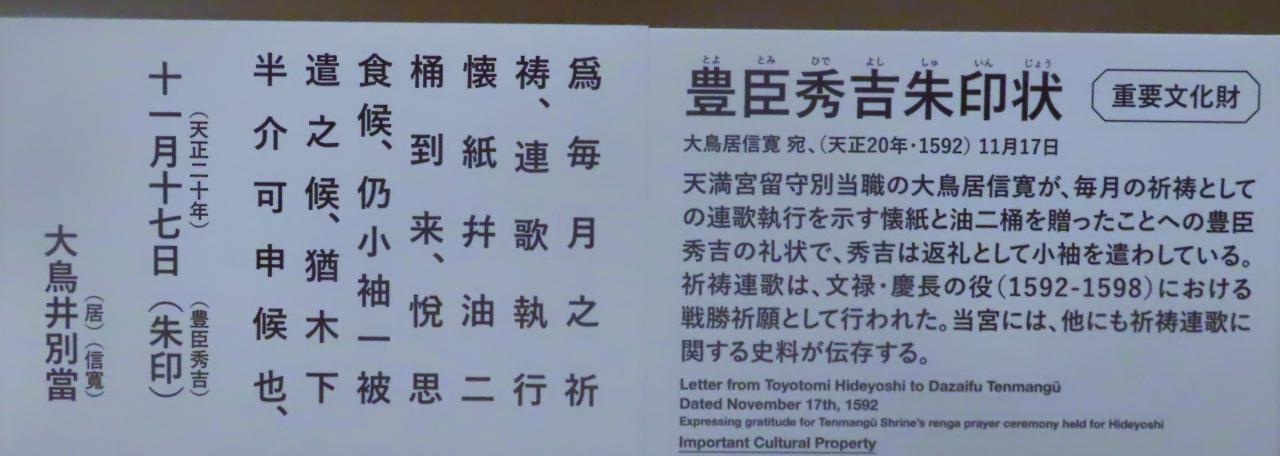 爲毎月之祈
祷、連歌執行
懐紙幷油二
桶到来、悅思
食候、仍小袖一被
遣之候、猶木下
半介可申候也、
(天正二十年)
十一月十七日
(豊臣秀吉)
(朱印)
(居)(信寛)
大鳥井別當
とよ とみ ひで よし しゅ いん じょう
豊臣秀吉朱印状
重要文化財
大鳥居信寛 宛、(天正20年・1592) 11月17日
天満宮留守別当職の大鳥居信寛が、毎月の祈祷として
の連歌執行を示す懐紙と油二桶を贈ったことへの豊臣
秀吉の礼状で、秀吉は返礼として小袖を遣わしている。
祈祷連歌は、文禄・慶長の役(1592-1598)における
戦勝祈願として行われた。当宮には、他にも祈祷連歌に
関する史料が伝存する。
Letter from Toyotomi Hideyoshi to Dazaifu Tenmangū
Dated November 17th, 1592
Expressing gratitude for Tenmangū Shrine's renga prayer ceremony held for Hideyoshi
Important Cultural Property